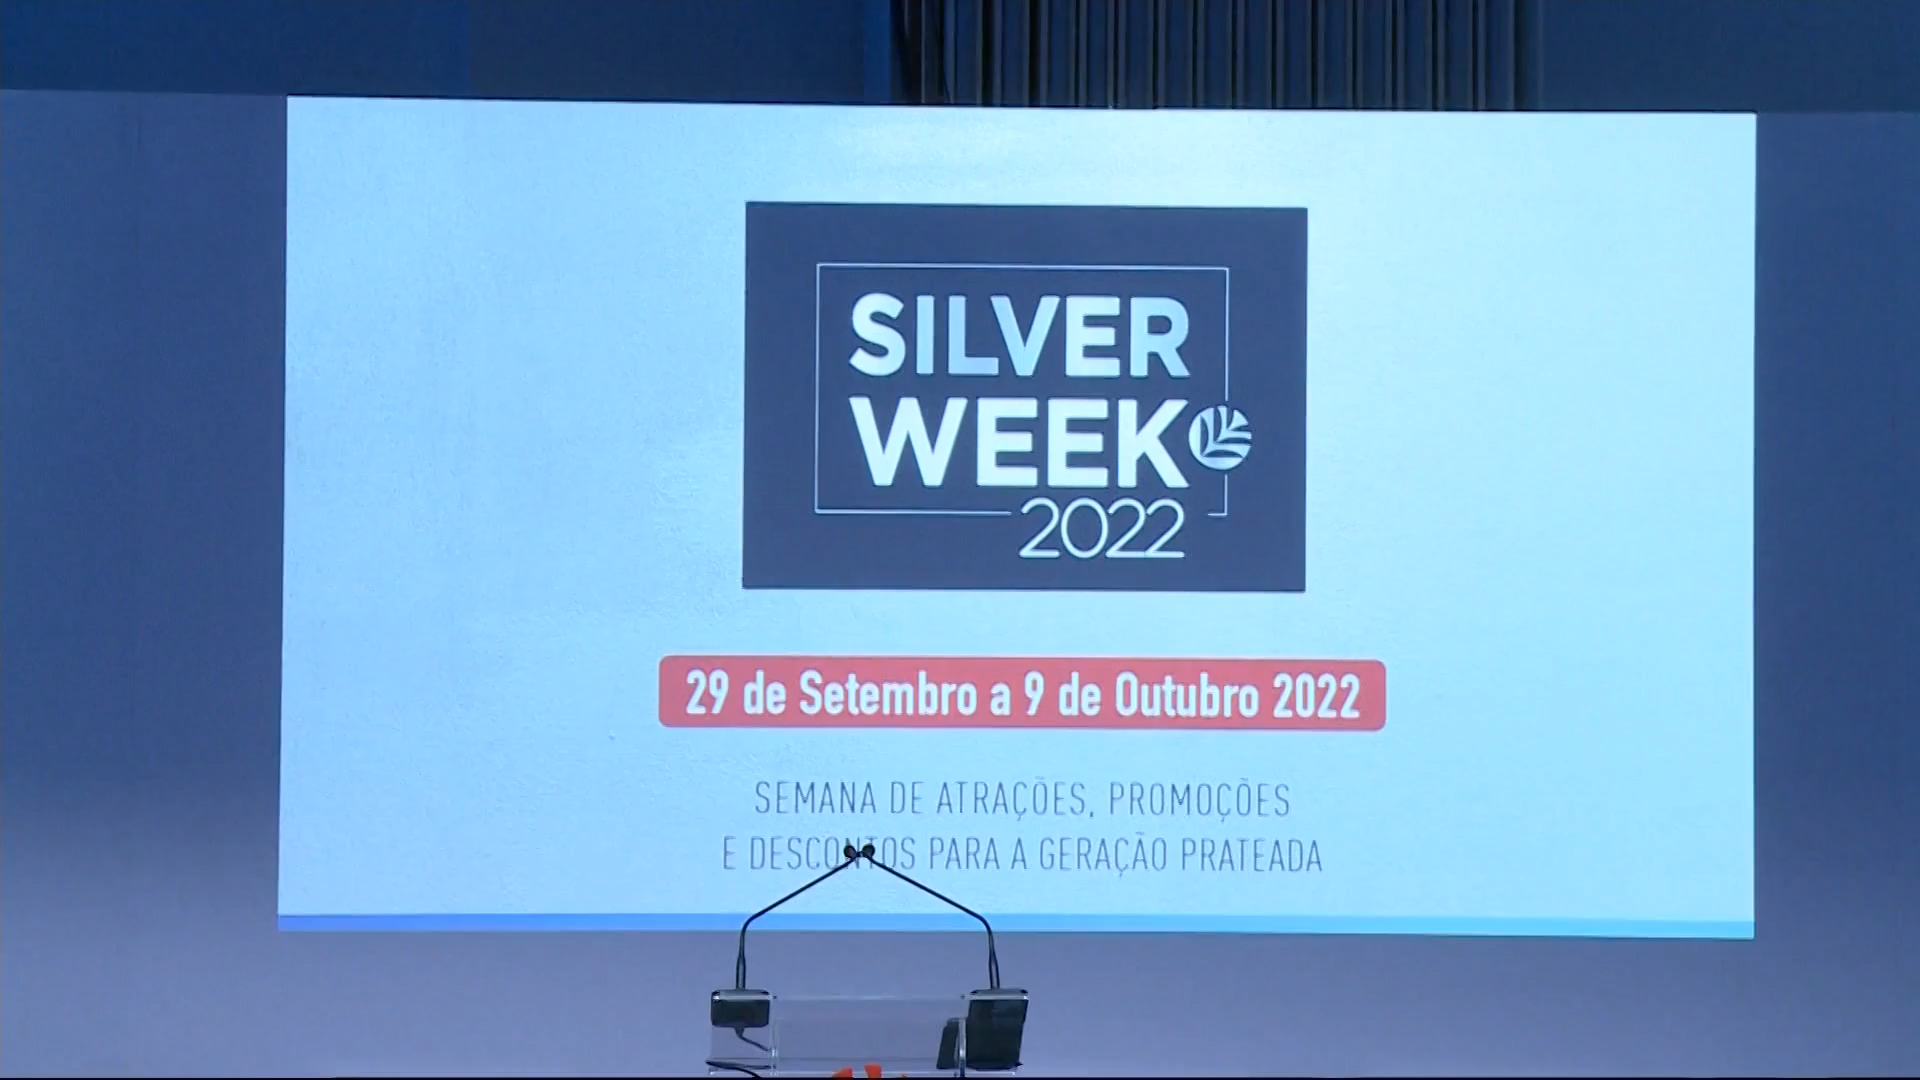 SILVER
WEEK
2022
29 de Setembro a 9 de Outubro 2022
SEMANA DE ATRAÇÕES, PROMOÇÕES
E DESCONTOS PARA A GERAÇÃO PRATEADA